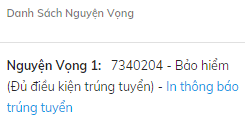 Danh Sách Nguyện Vọng
Nguyện Vọng 1: 7340204 - Bảo hiểm
(Đủ điều kiện trúng tuyển) - In thông báo
trúng tuyển